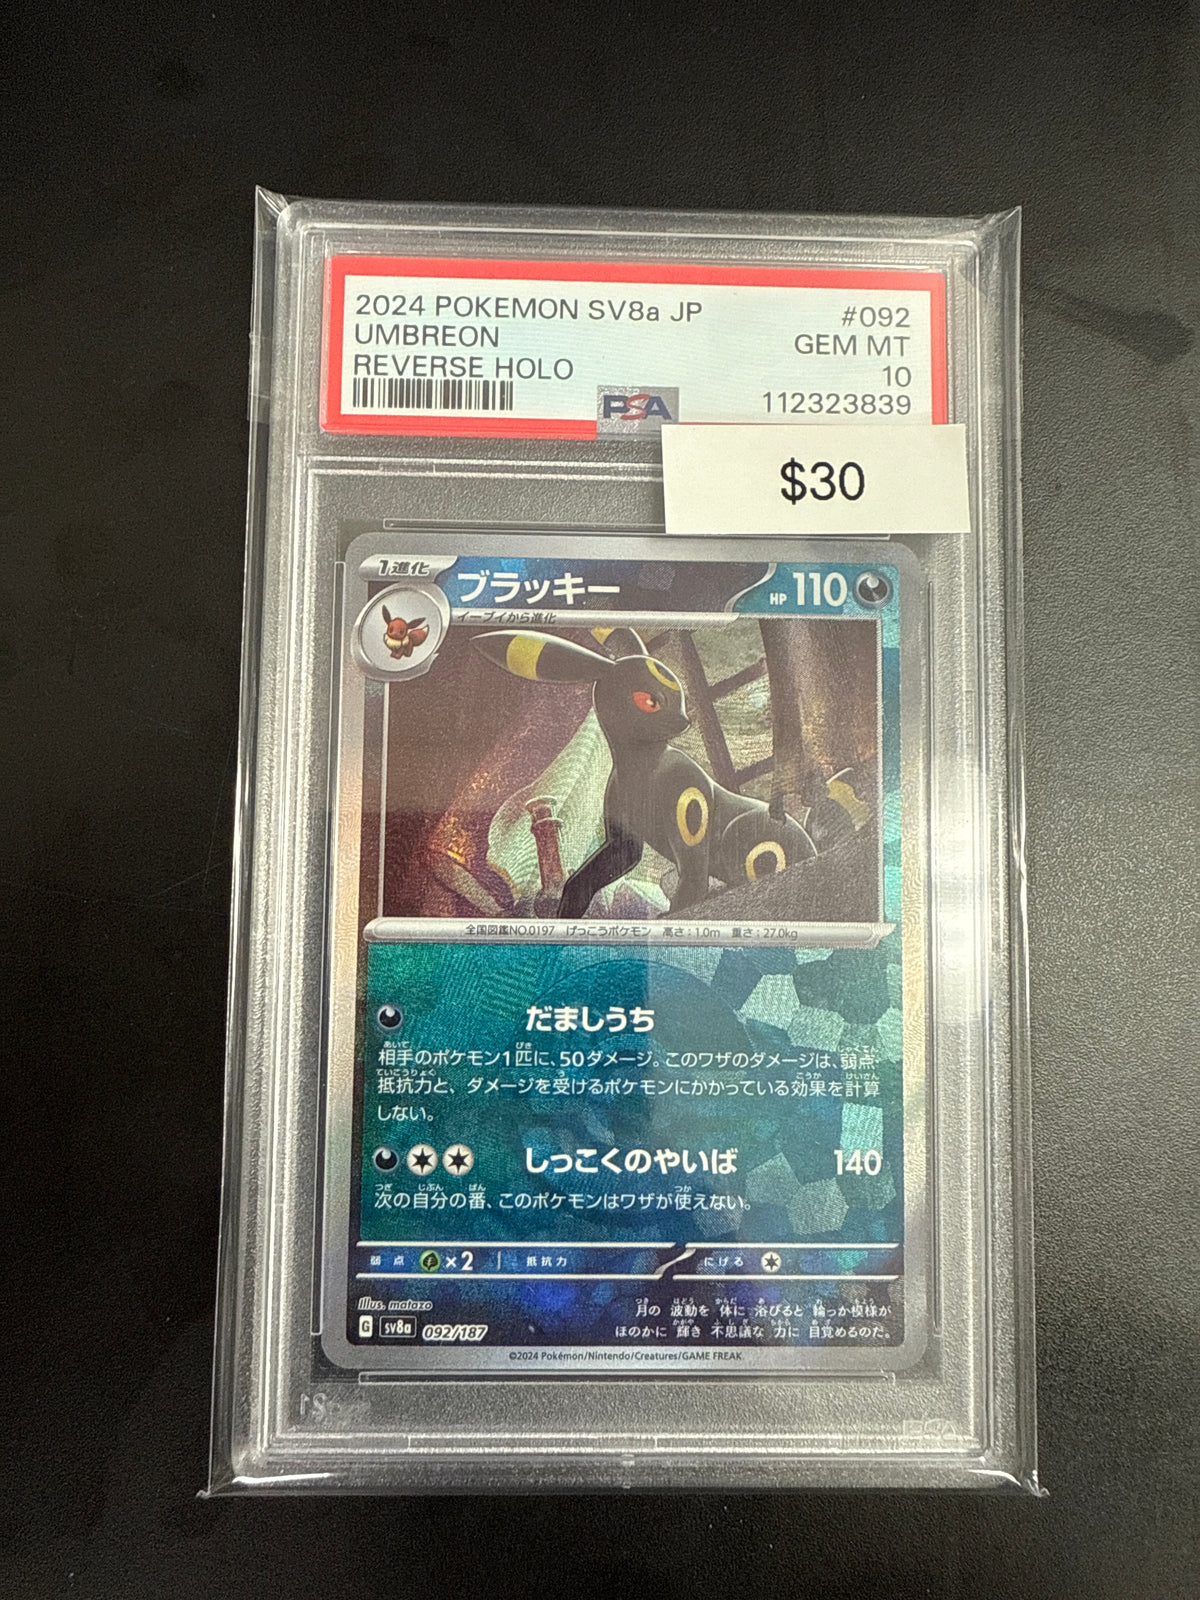 2024 POKEMON SV8a JP #092
UMBREON GEM MT
REVERSE HOLO 10
PSA 112323839
$30
1進化 ブラッキー HP 110
イーブイから進化
全国図鑑NO.0197 げっこうポケモン 高さ:1.0m 重さ:27.0kg
だましうち
相手のポケモン1匹に、50ダメージ。このワザのダメージは、弱点・
抵抗力と、ダメージを受けるポケモンにかかっている効果を計算
しない。
しっこくのやいば 140
次の自分の番、このポケモンはワザが使えない。
弱点 ×2 抵抗力 にげる
Illus. matazo
月の波動を体に浴びると輪っか模様が
G sv8a 092/187
ほのかに輝き不思議な力に目覚めるのだ。
©2024 Pokémon/Nintendo/Creatures/GAME FREAK